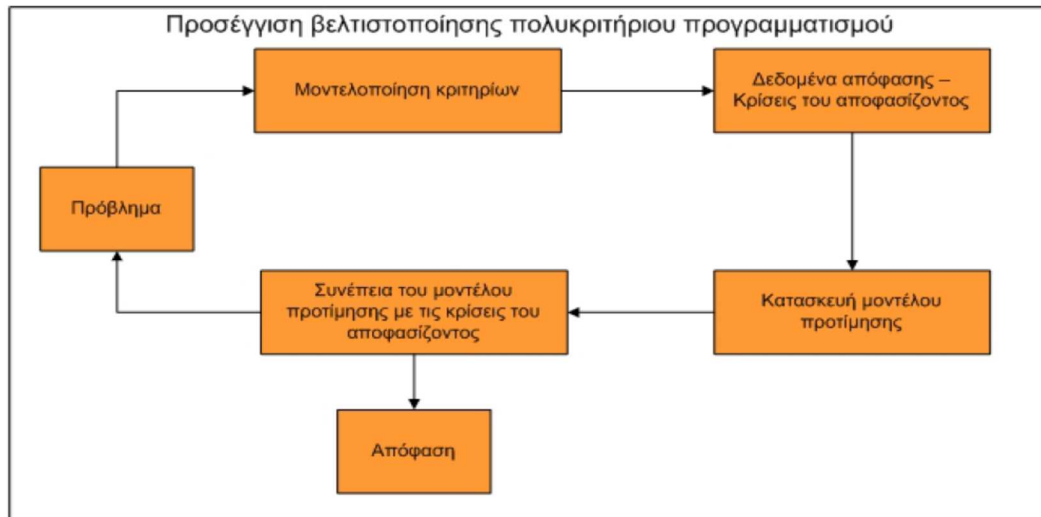 Προσέγγιση βελτιστοποίησης πολυκριτήριου προγραμματισμού
Μοντελοποίηση κριτηρίων
Δεδομένα απόφασης –
Κρίσεις του αποφασίζοντος
Πρόβλημα
Συνέπεια του μοντέλου
προτίμησης με τις κρίσεις του
αποφασίζοντος
Κατασκευή μοντέλου
προτίμησης
Απόφαση